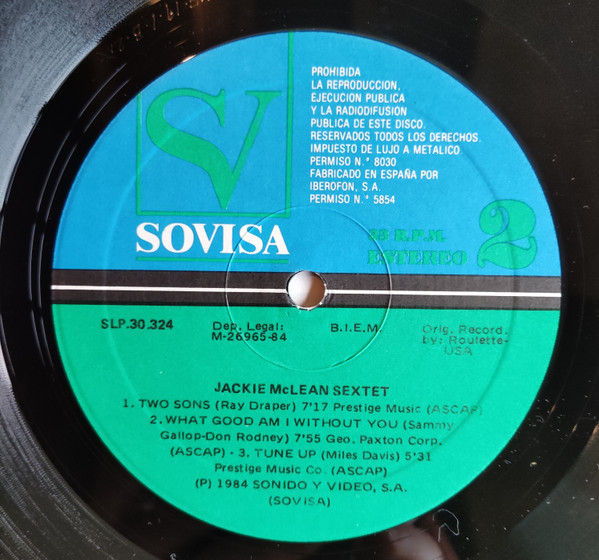 PROHIBIDA
LA REPRODUCCION,
EJECUCION PUBLICA
Y LA RADIODIFUSION
PUBLICA DE ESTE DISCO.
RESERVADOS TODOS LOS DERECHOS.
IMPUESTO DE LUJO A METALICO.
PERMISO N.° 8030
FABRICADO EN ESPAÑA POR
IBEROFON, S.A.
PERMISO N.° 5854
SV
SOVISA
33 R.P.M.
ESTEREO 2
SLP.30.324 Dep. Legal: B.I.E.M. Orig. Record.
M-26965-84 by: Roulette-
USA
JACKIE McLEAN SEXTET
1. TWO SONS (Ray Draper) 7'17 Prestige Music (ASCAP)
2. WHAT GOOD AM I WITHOUT YOU (Sammy
Gallop-Don Rodney) 7'55 Geo. Paxton Corp.
(ASCAP) - 3. TUNE UP (Miles Davis) 5'31
Prestige Music Co. (ASCAP)
(P) 1984 SONIDO Y VIDEO, S.A.
(SOVISA)